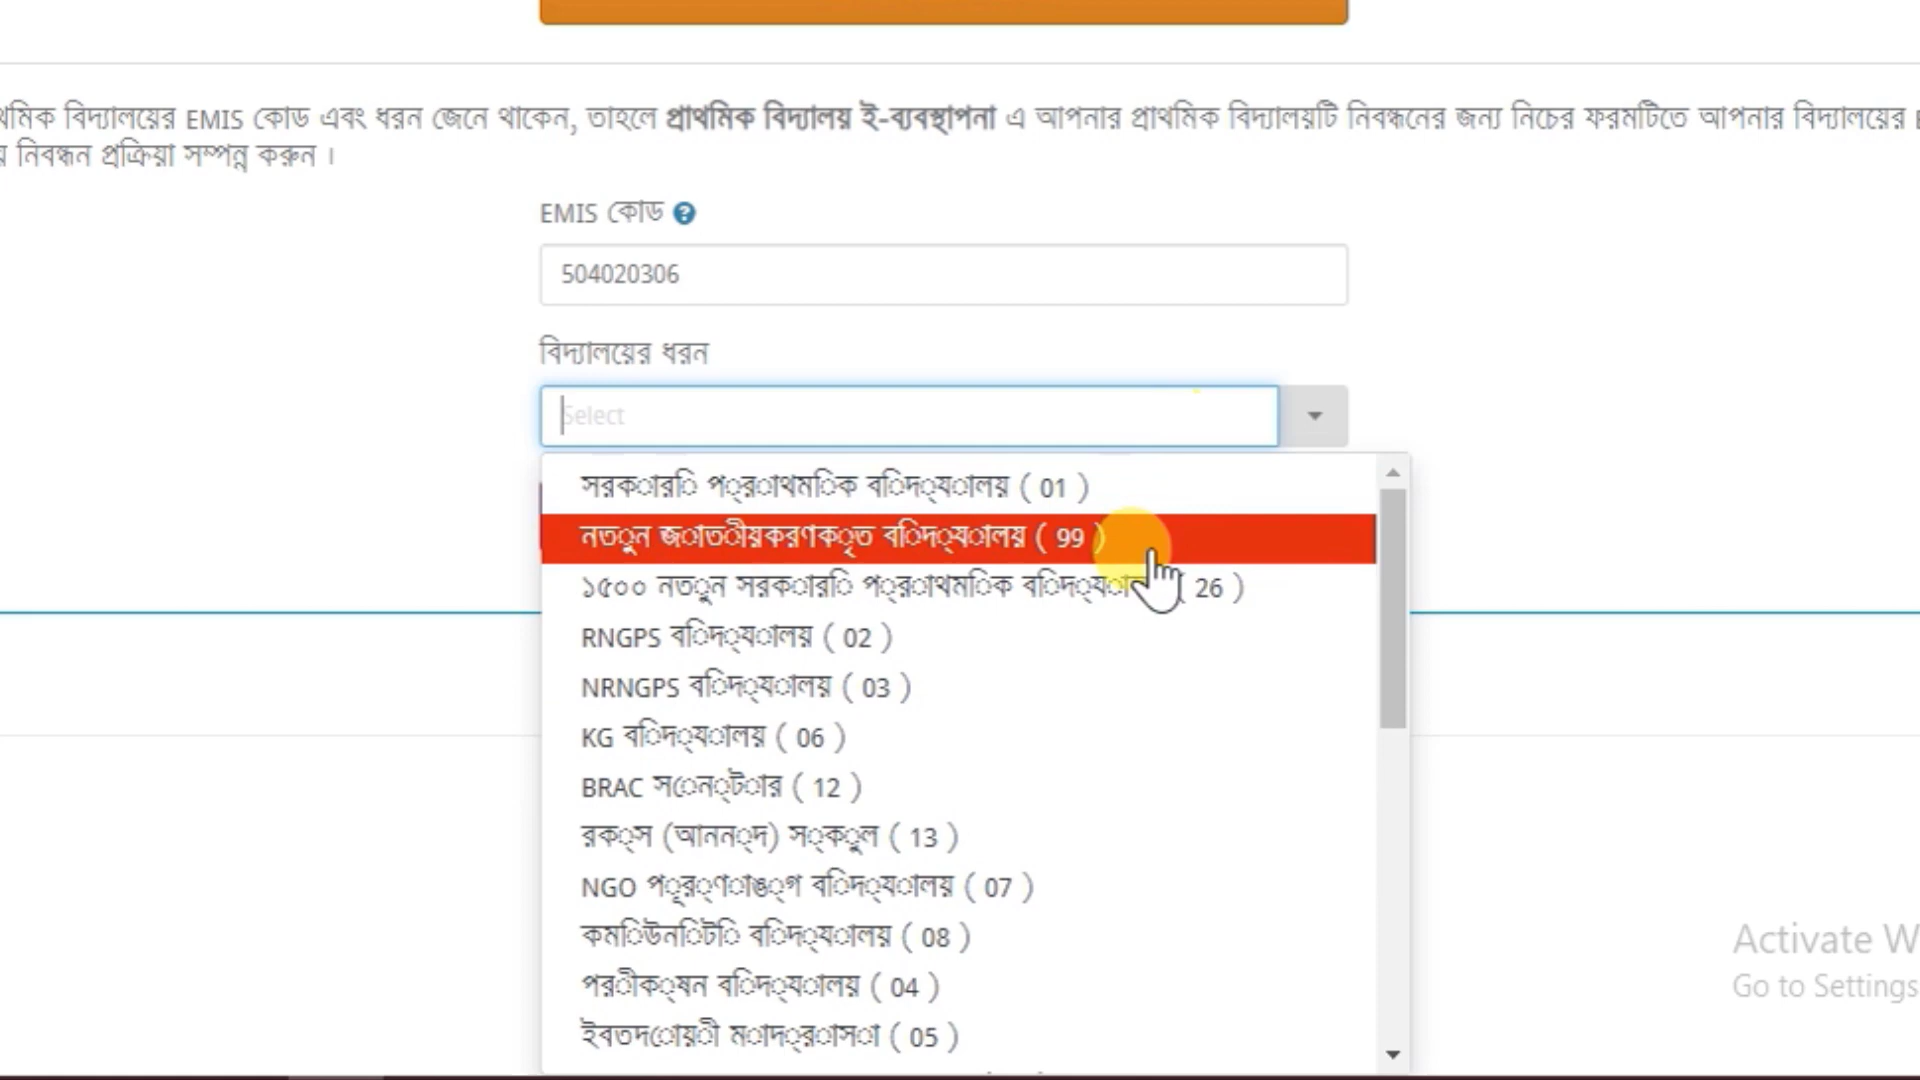 থমিক বিদ্যালয়ের EMIS কোড এবং ধরন জেনে থাকেন, তাহলে প্রাথমিক বিদ্যালয় ই-ব্যবস্থাপনা এ আপনার প্রাথমিক বিদ্যালয়টি নিবন্ধনের জন্য নিচের ফরমটিতে আপনার বিদ্যালয়ের
নিবন্ধন প্রক্রিয়া সম্পন্ন করুন ।
EMIS কোড ?
504020306
বিদ্যালয়ের ধরন
Select
সরকারি প্রাথমিক বিদ্যালয় ( 01 )
নতুন জাতীয়করণকৃত বিদ্যালয় ( 99 )
১৫০০ নতুন সরকারি প্রাথমিক ( 26 )
RNGPS বিদ্যালয় ( 02 )
NRNGPS বিদ্যালয় ( 03 )
KG বিদ্যালয় ( 06 )
BRAC সেন্টার ( 12 )
রক্স (আনন্দ) স্কুল ( 13 )
NGO পূর্ণাঙ্গ বিদ্যালয় ( 07 )
কমিউনিটি বিদ্যালয় ( 08 )
পরীক্ষন বিদ্যালয় ( 04 )
ইবতদোয়ী মাদ্রাসা ( 05 )
Activate W
Go to Settings